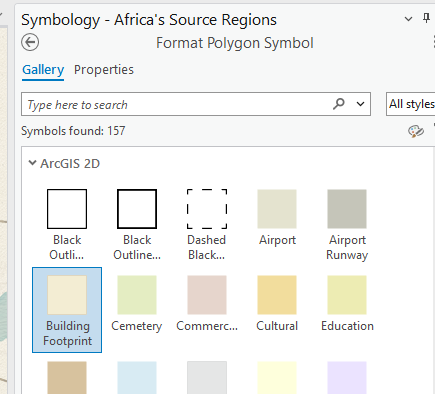 Symbology - Africa's Source Regions
Format Polygon Symbol
Gallery Properties
Type here to search
All styles
Symbols found: 157
ArcGIS 2D
Black Outli...
Black Outline...
Dashed Black...
Airport
Airport Runway
Building Footprint
Cemetery
Commerc...
Cultural
Education